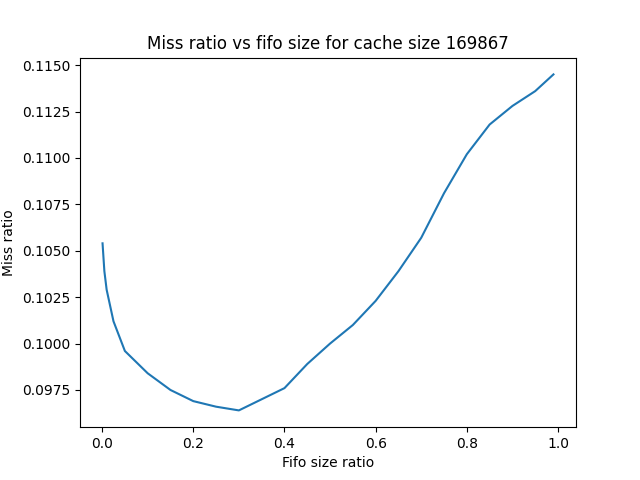 Miss ratio vs fifo size for cache size 169867
0.1150
0.1125
0.1100
0.1075
0.1050
0.1025
0.1000
0.0975
Miss ratio
0.0 0.2 0.4 0.6 0.8 1.0
Fifo size ratio